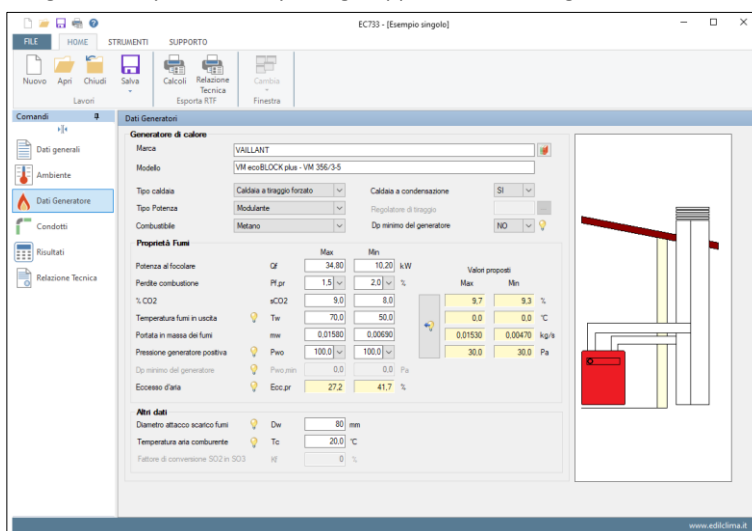 EC733 - [Esempio singolo]
FILE HOME STRUMENTI SUPPORTO
Nuovo Apri Chiudi Salva Calcoli Relazione Tecnica Cambia
Lavori Esporta RTF Finestra
Comandi
Dati generali
Ambiente
Dati Generatore
Condotti
Risultati
Relazione Tecnica
Dati Generatori
Generatore di calore
Marca VAILLANT
Modello VM ecoBLOCK plus - VM 356/3-5
Tipo caldaia Caldaia a tiraggio forzato Caldaia a condensazione SI
Tipo Potenza Modulante Regolatore di tiraggio
Combustibile Metano Dp minimo del generatore NO
Proprietà Fumi
Max Min
Potenza al focolare Qf 34,80 10,20 kW Valori proposti
Perdite combustione Pf,pr 1,5 2,0 % Max Min
% CO2 sCO2 9,0 8,0 9,7 9,3 %
Temperatura fumi in uscita Tw 70,0 50,0 0,0 0,0 °C
Portata in massa dei fumi mw 0,01580 0,00690 0,01530 0,00470 kg/s
Pressione generatore positiva Pwo 100,0 100,0 30,0 30,0 Pa
Dp minimo del generatore Pwo,min 0,0 0,0 Pa
Eccesso d'aria Ecc,pr 27,2 41,7 %
Altri dati
Diametro attacco scarico fumi Dw 80 mm
Temperatura aria comburente Tc 20,0 °C
Fattore di conversione SO2 in SO3 Kf 0 %
www.edilclima.it